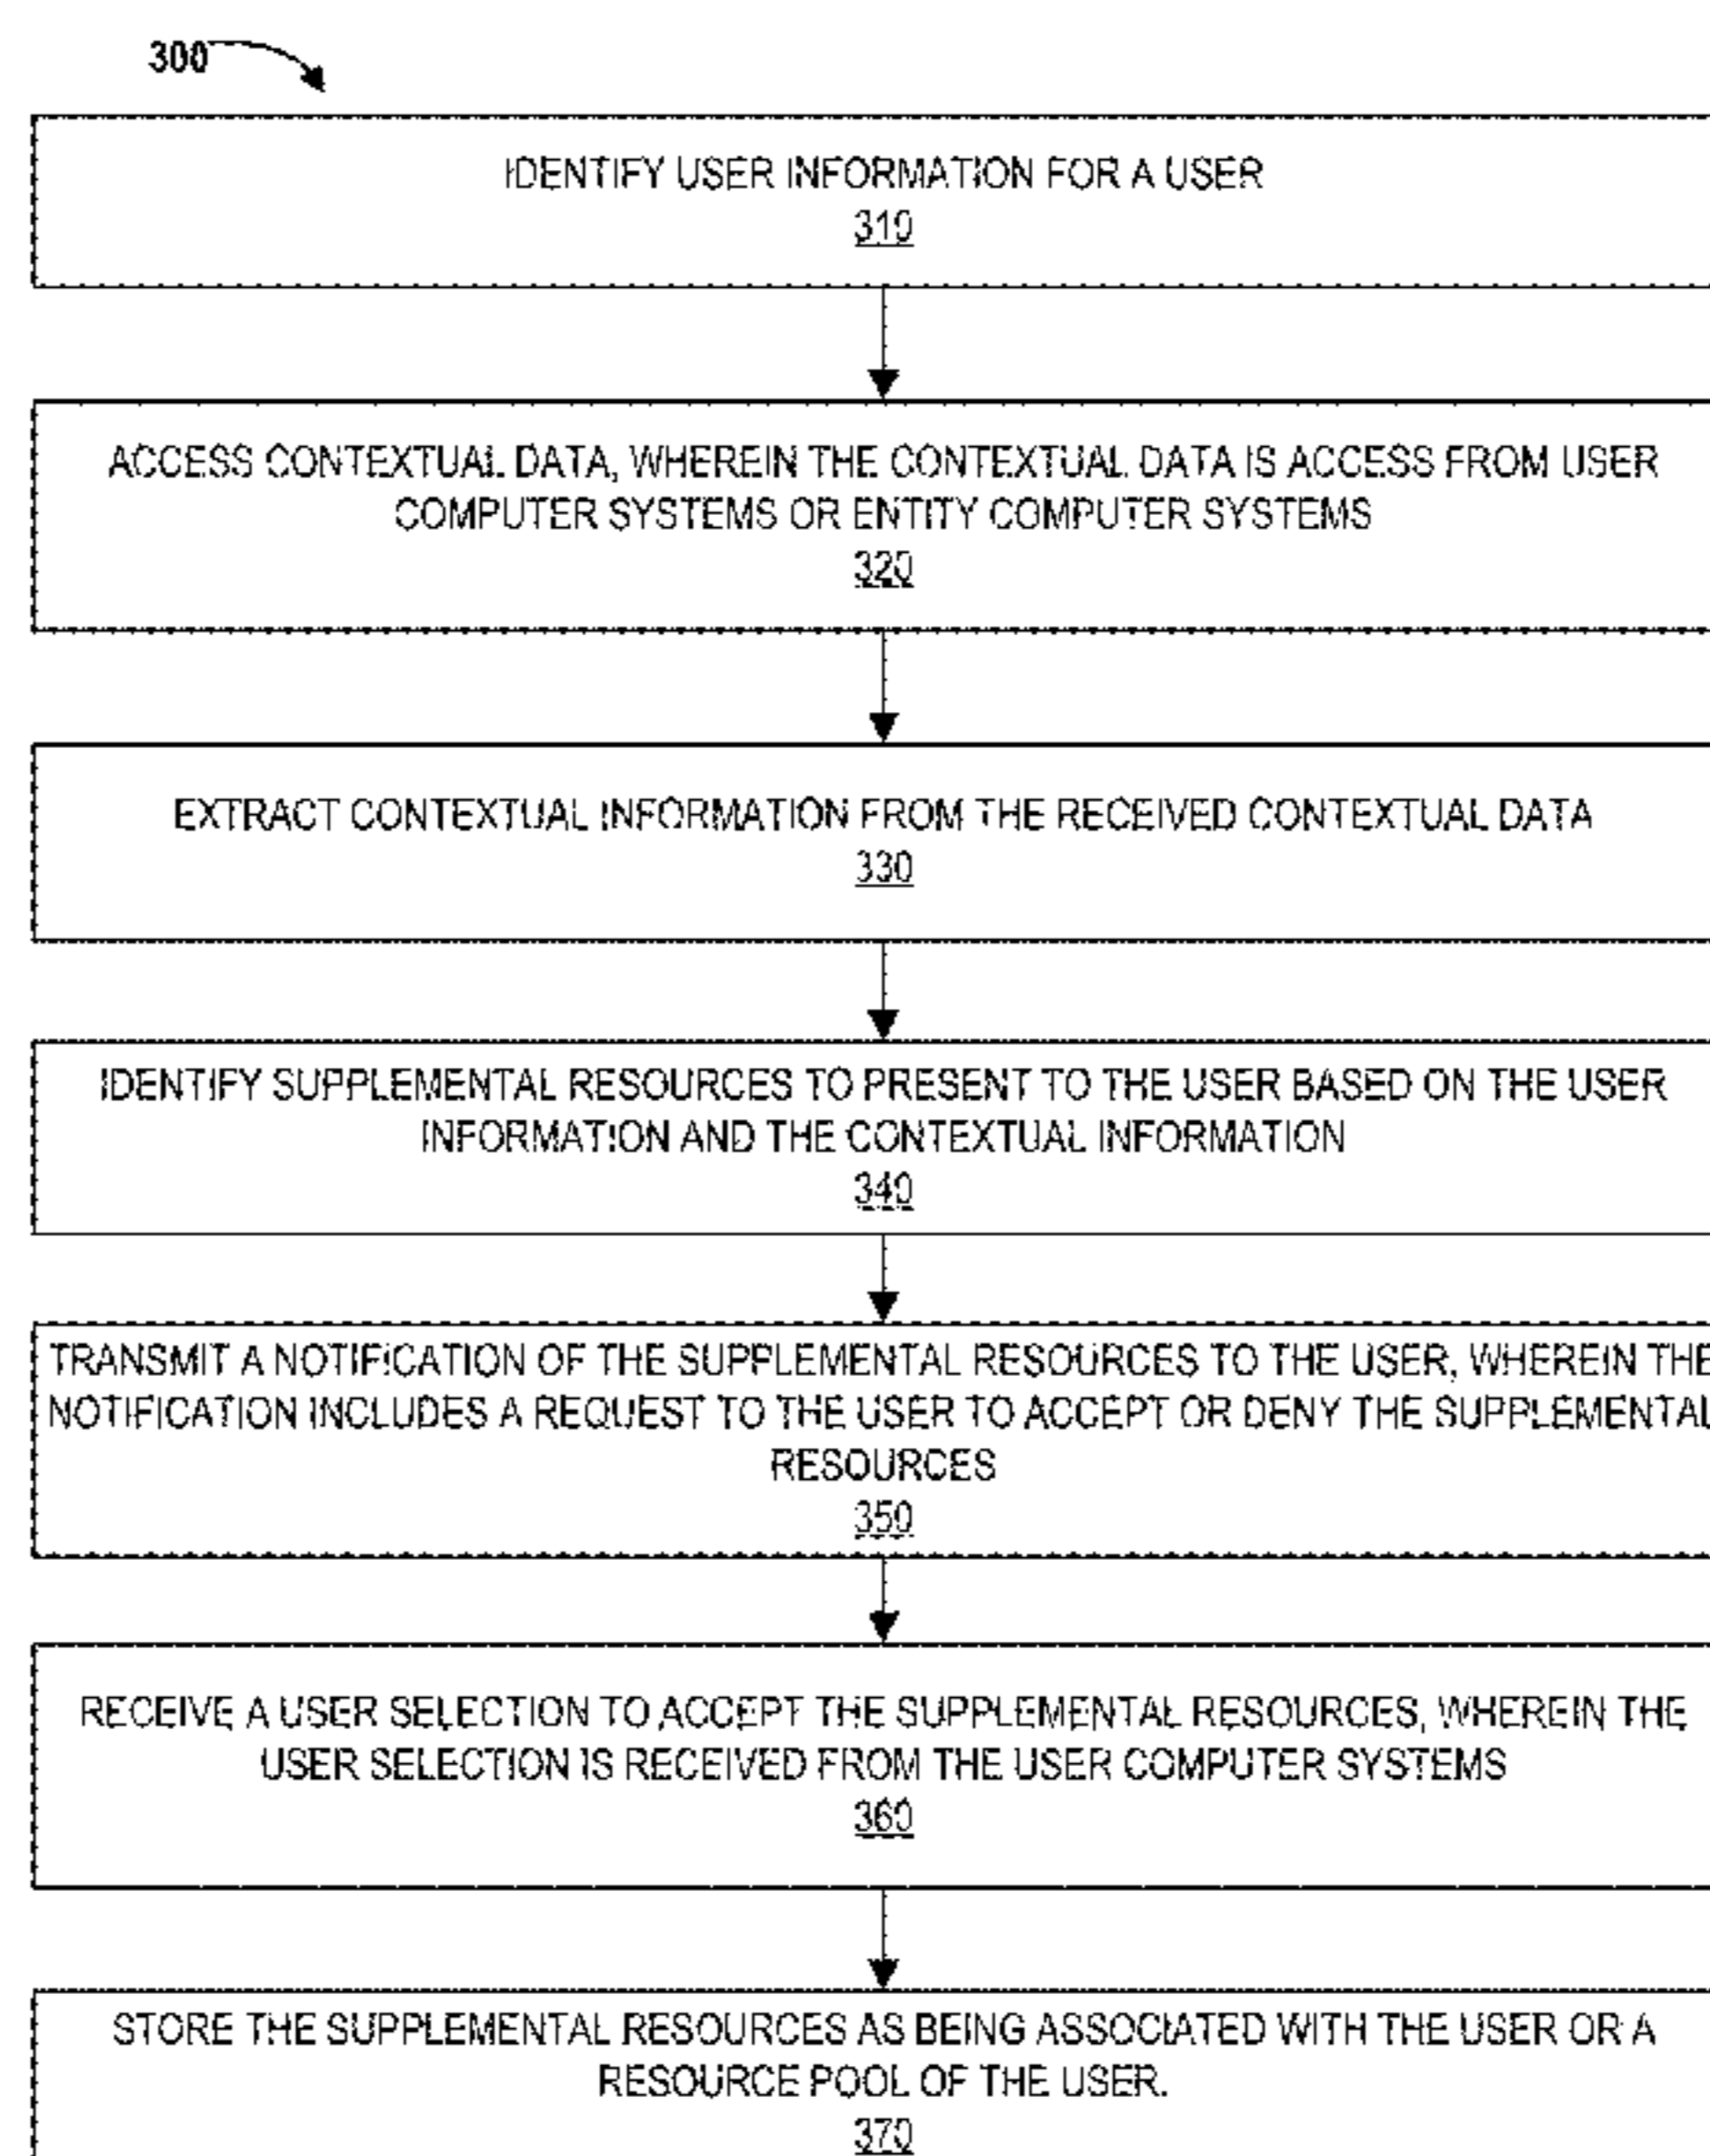 300
IDENTIFY USER INFORMATION FOR A USER
310
ACCESS CONTEXTUAL DATA, WHEREIN THE CONTEXTUAL DATA IS ACCESS FROM USER
COMPUTER SYSTEMS OR ENTITY COMPUTER SYSTEMS
320
EXTRACT CONTEXTUAL INFORMATION FROM THE RECEIVED CONTEXTUAL DATA
330
IDENTIFY SUPPLEMENTAL RESOURCES TO PRESENT TO THE USER BASED ON THE USER
INFORMATION AND THE CONTEXTUAL INFORMATION
340
TRANSMIT A NOTIFICATION OF THE SUPPLEMENTAL RESOURCES TO THE USER, WHEREIN THE
NOTIFICATION INCLUDES A REQUEST TO THE USER TO ACCEPT OR DENY THE SUPPLEMENTAL
RESOURCES
350
RECEIVE A USER SELECTION TO ACCEPT THE SUPPLEMENTAL RESOURCES, WHEREIN THE
USER SELECTION IS RECEIVED FROM THE USER COMPUTER SYSTEMS
360
STORE THE SUPPLEMENTAL RESOURCES AS BEING ASSOCIATED WITH THE USER OR A
RESOURCE POOL OF THE USER.
370